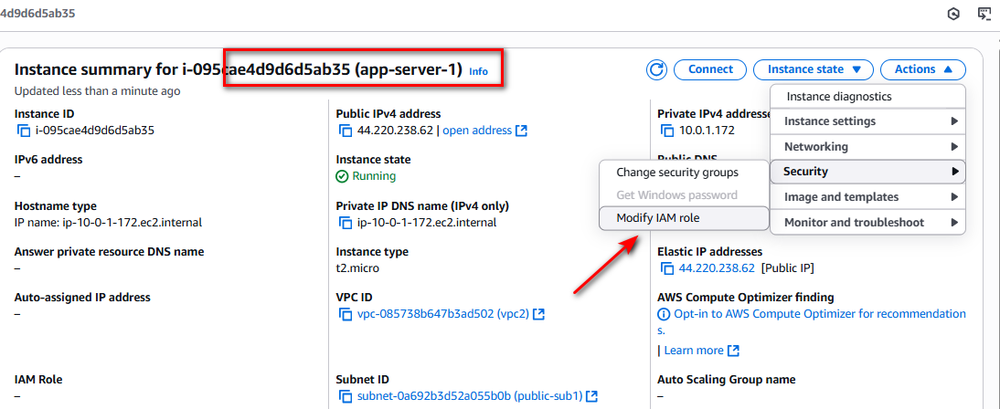 4d9d6d5ab35
Instance summary for i-095cae4d9d6d5ab35 (app-server-1) Info
Connect
Instance state
Actions
Updated less than a minute ago
Instance diagnostics
Instance settings
Networking
Security
Image and templates
Monitor and troubleshoot
Change security groups
Get Windows password
Modify IAM role
Instance ID
i-095cae4d9d6d5ab35
Public IPv4 address
44.220.238.62 | open address
Private IPv4 addresse
10.0.1.172
IPv6 address
–
Instance state
Running
Public DNS
Hostname type
IP name: ip-10-0-1-172.ec2.internal
Private IP DNS name (IPv4 only)
ip-10-0-1-172.ec2.internal
Answer private resource DNS name
–
Instance type
t2.micro
Elastic IP addresses
44.220.238.62 [Public IP]
Auto-assigned IP address
–
VPC ID
vpc-085738b647b3ad502 (vpc2)
AWS Compute Optimizer finding
Opt-in to AWS Compute Optimizer for recommendation
s.
| Learn more
IAM Role
–
Subnet ID
subnet-0a692b3d52a055b0b (public-sub1)
Auto Scaling Group name
–